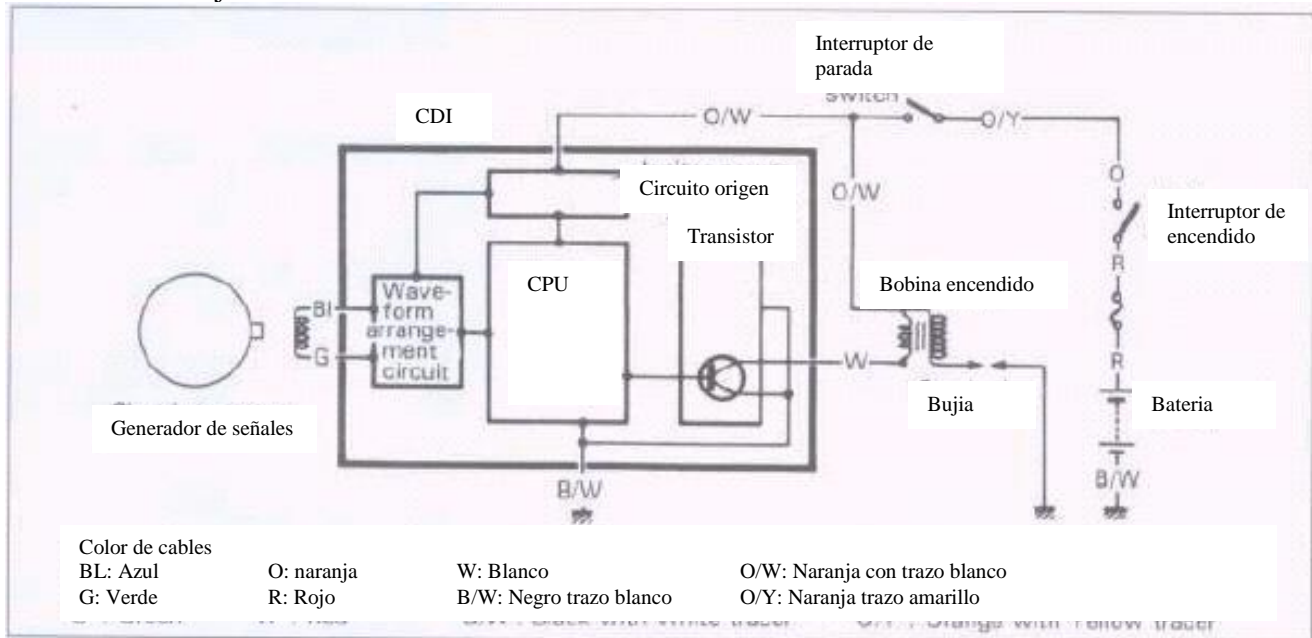 Interruptor de
parada
switch
CDI
O/W
O/Y
O
O/W
Circuito origen
Interruptor de
encendido
Transistor
R
CPU
Bobina encendido
Wave-
form
arrange-
ment
circuit
Bl
G
W
R
Generador de señales
Bujia
Bateria
B/W
B/W
Color de cables
BL: Azul O: naranja W: Blanco O/W: Naranja con trazo blanco
G: Verde R: Rojo B/W: Negro trazo blanco O/Y: Naranja trazo amarillo